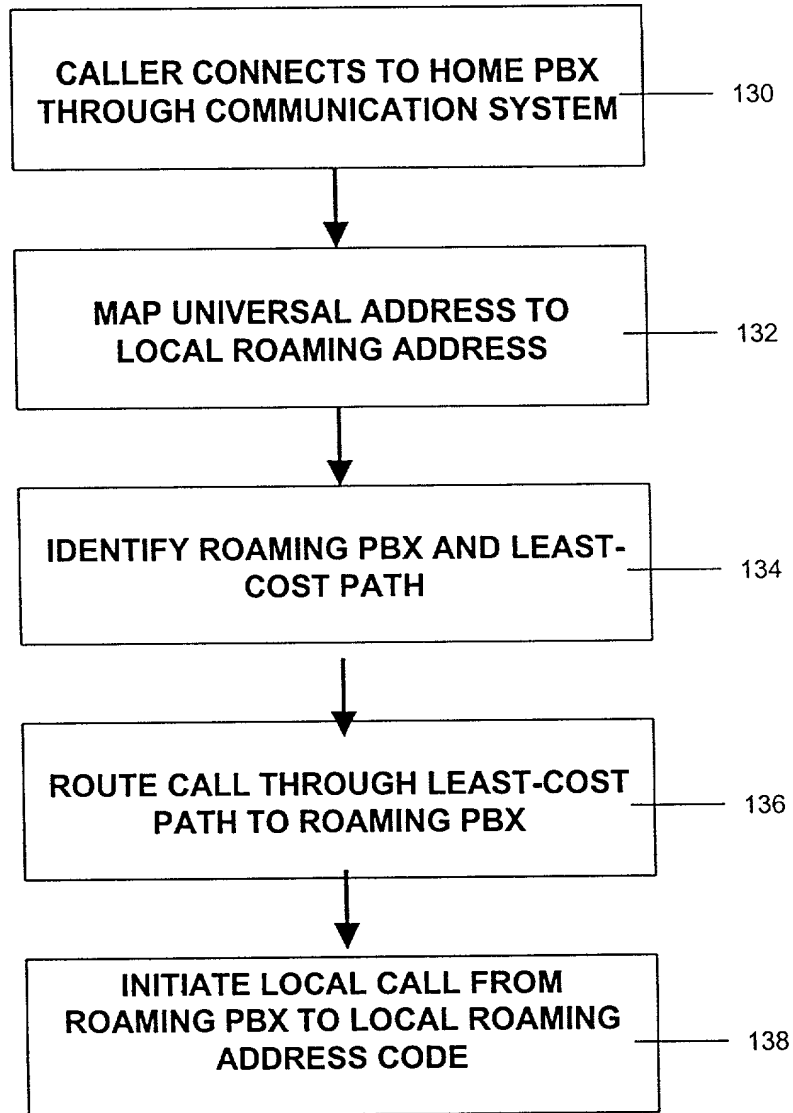 CALLER CONNECTS TO HOME PBX
THROUGH COMMUNICATION SYSTEM
130
MAP UNIVERSAL ADDRESS TO
LOCAL ROAMING ADDRESS
132
IDENTIFY ROAMING PBX AND LEAST-
COST PATH
134
ROUTE CALL THROUGH LEAST-COST
PATH TO ROAMING PBX
136
INITIATE LOCAL CALL FROM
ROAMING PBX TO LOCAL ROAMING
ADDRESS CODE
138